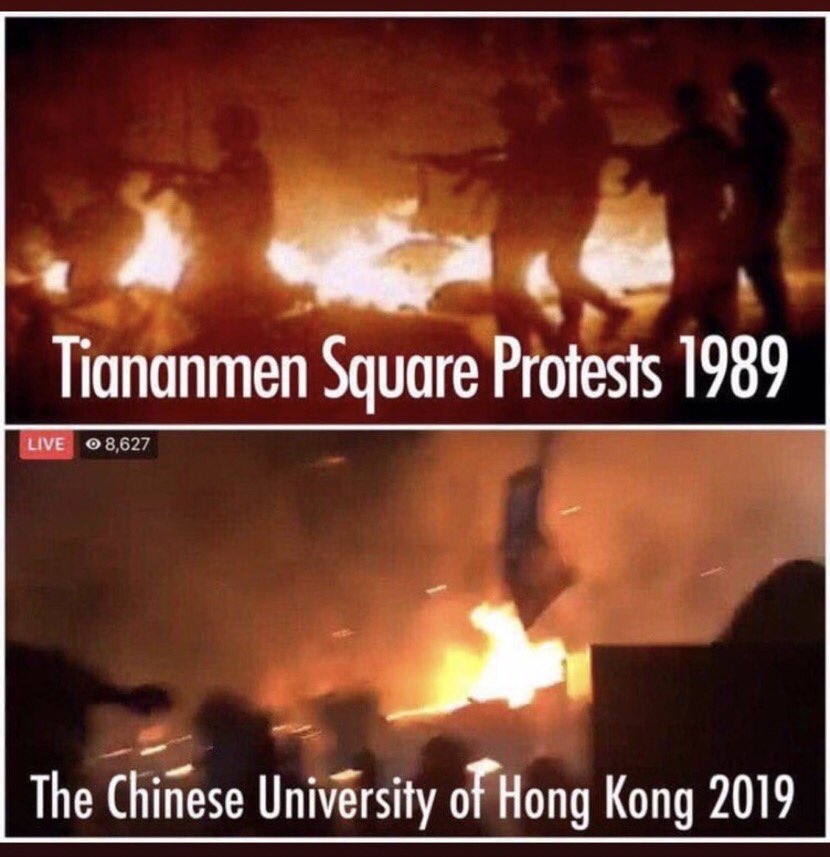 Tiananmen Square Protests 1989
LIVE 8,627
The Chinese University of Hong Kong 2019